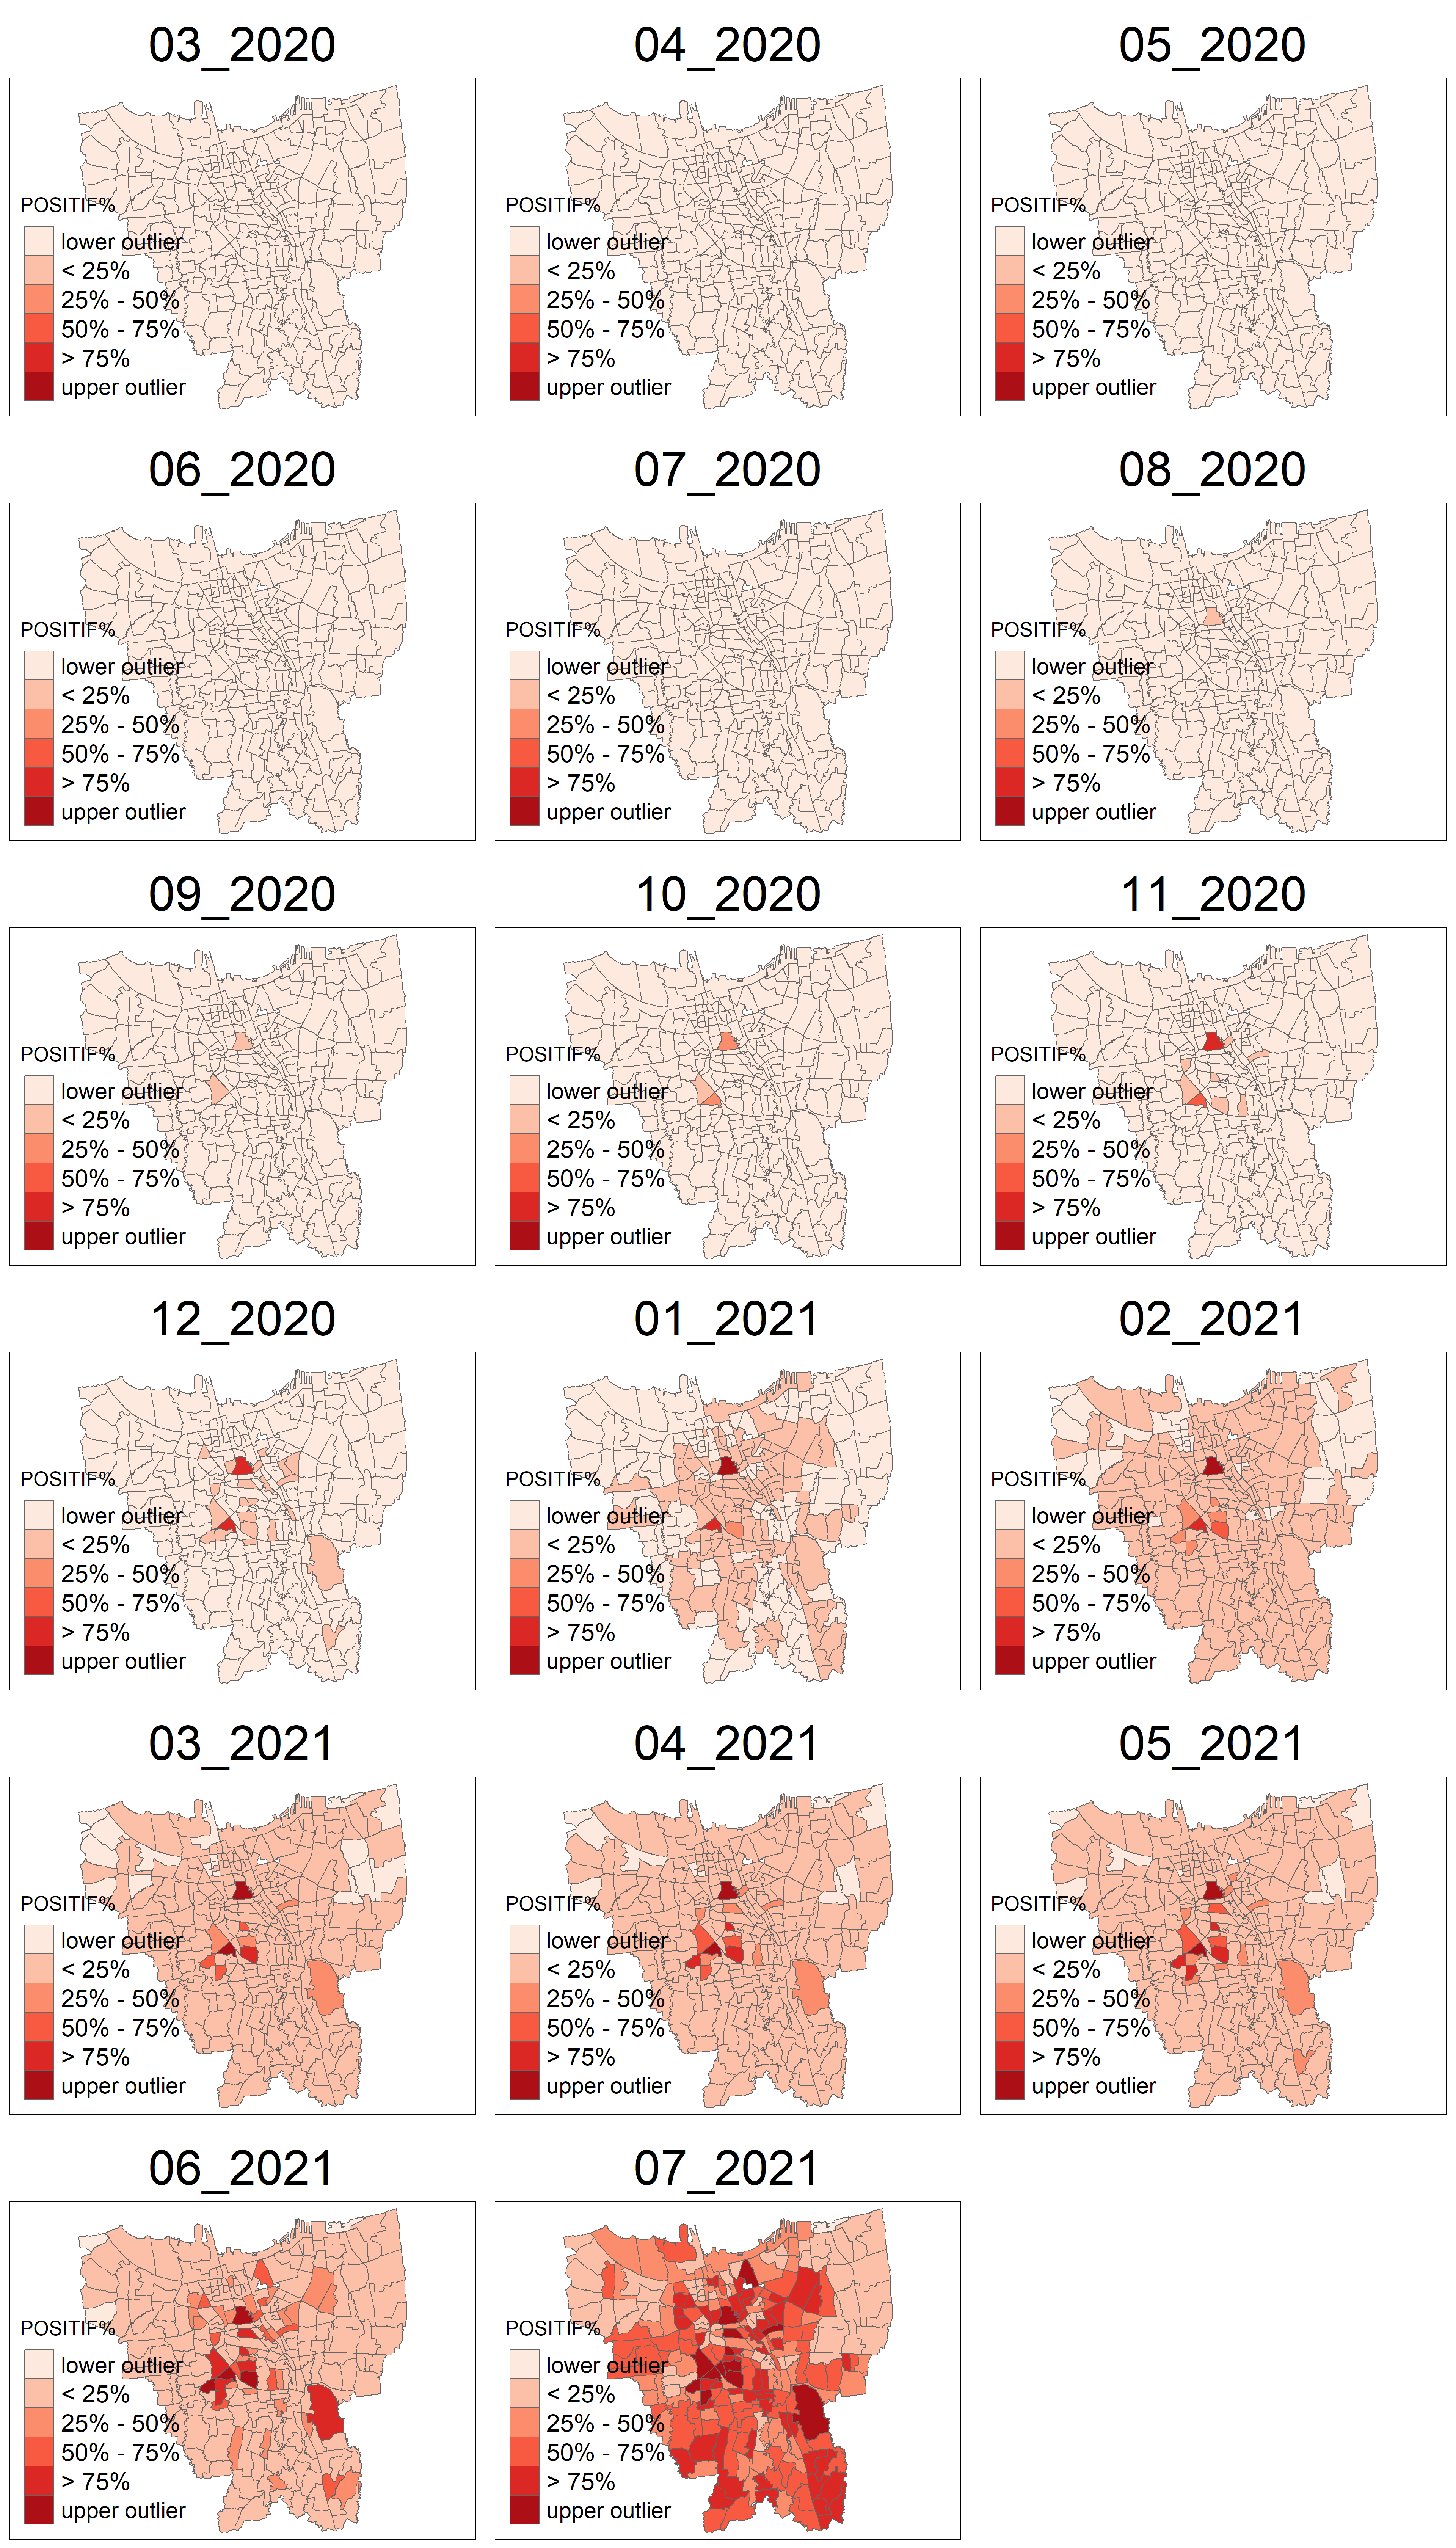 03_2020
04_2020
05_2020
POSITIF%
lower outlier
< 25%
25% - 50%
50% - 75%
> 75%
upper outlier
POSITIF%
lower outlier
< 25%
25% - 50%
50% - 75%
> 75%
upper outlier
POSITIF%
lower outlier
< 25%
25% - 50%
50% - 75%
> 75%
upper outlier
06_2020
07_2020
08_2020
POSITIF%
lower outlier
< 25%
25% - 50%
50% - 75%
> 75%
upper outlier
POSITIF%
lower outlier
< 25%
25% - 50%
50% - 75%
> 75%
upper outlier
POSITIF%
lower outlier
< 25%
25% - 50%
50% - 75%
> 75%
upper outlier
09_2020
10_2020
11_2020
POSITIF%
lower outlier
< 25%
25% - 50%
50% - 75%
> 75%
upper outlier
POSITIF%
lower outlier
< 25%
25% - 50%
50% - 75%
> 75%
upper outlier
POSITIF%
lower outlier
< 25%
25% - 50%
50% - 75%
> 75%
upper outlier
12_2020
01_2021
02_2021
POSITIF%
lower outlier
< 25%
25% - 50%
50% - 75%
> 75%
upper outlier
POSITIF%
lower outlier
< 25%
25% - 50%
50% - 75%
> 75%
upper outlier
POSITIF%
lower outlier
< 25%
25% - 50%
50% - 75%
> 75%
upper outlier
03_2021
04_2021
05_2021
POSITIF%
lower outlier
< 25%
25% - 50%
50% - 75%
> 75%
upper outlier
POSITIF%
lower outlier
< 25%
25% - 50%
50% - 75%
> 75%
upper outlier
POSITIF%
lower outlier
< 25%
25% - 50%
50% - 75%
> 75%
upper outlier
06_2021
07_2021
POSITIF%
lower outlier
< 25%
25% - 50%
50% - 75%
> 75%
upper outlier
POSITIF%
lower outlier
< 25%
25% - 50%
50% - 75%
> 75%
upper outlier